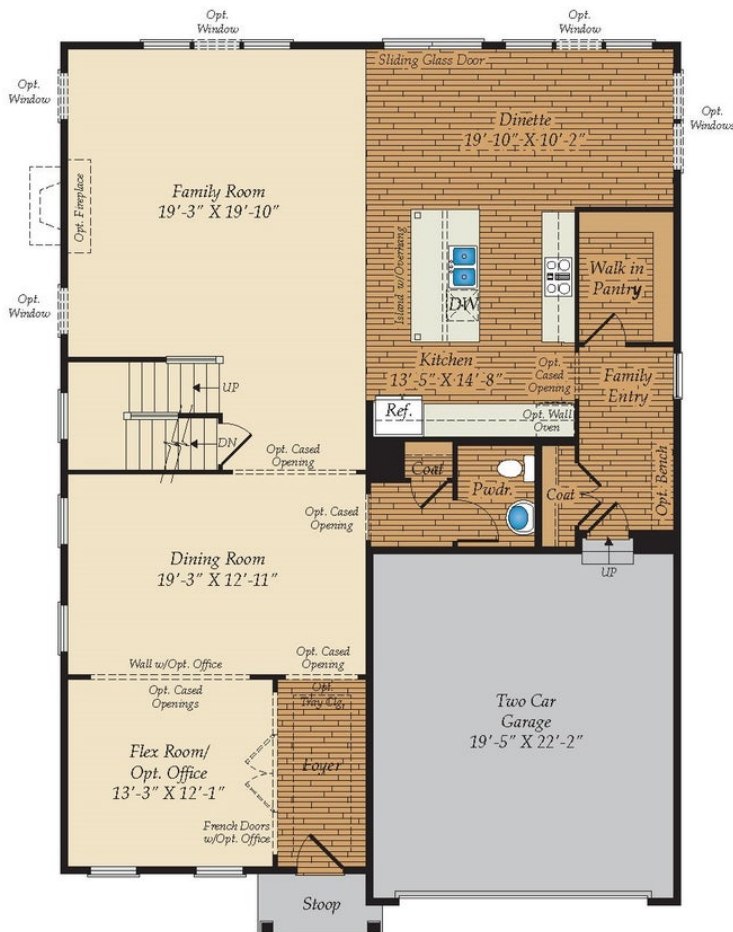 Opt.
Window
Opt.
Window
Sliding Glass Door
Opt.
Window
Opt.
Windows
Dinette
19'-10" X 10'-2"
Family Room
19'-3" X 19'-10"
Opt. Fireplace
Island w/Overhang
DW
Walk in
Pantry
Opt.
Window
Kitchen
13'-5" X 14'-8"
Opt.
Cased
Opening
Family
Entry
UP
Ref.
Opt. Wall
Oven
DN
Opt. Cased
Opening
Coat
Pwdr.
Coat
Opt. Bench
Opt. Cased
Opening
UP
Dining Room
19'-3" X 12'-11"
Wall w/Opt. Office
Opt. Cased
Opening
Opt. Cased
Openings
Opt.
Tray Clg.
Two Car
Garage
19'-5" X 22'-2"
Flex Room/
Opt. Office
13'-3" X 12'-1"
Foyer
French Doors
w/Opt. Office
Stoop